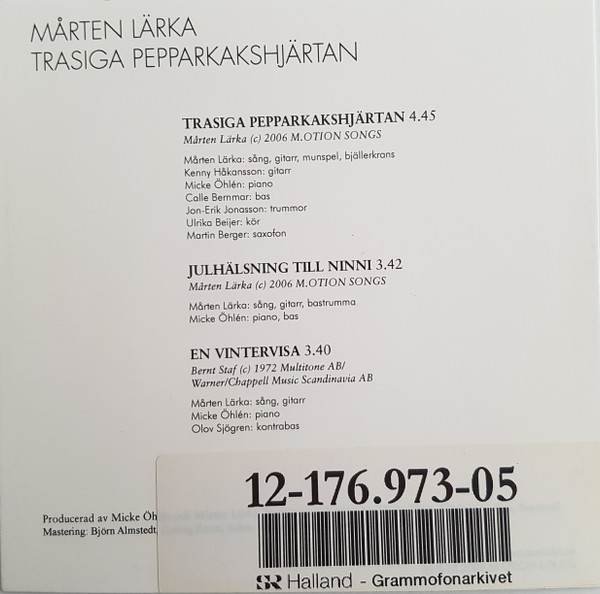 MÅRTEN LÄRKA
TRASIGA PEPPARKAKSHJÄRTAN
TRASIGA PEPPARKAKSHJÄRTAN 4.45
Mårten Lärka (c) 2006 M.OTION SONGS
Mårten Lärka: sång, gitarr, munspel, bjällerkrans
Kenny Håkansson: gitarr
Micke Öhlén: piano
Calle Bernmar: bas
Jon-Erik Jonasson: trummor
Ulrika Beijer: kör
Martin Berger: saxofon
JULHÄLSNING TILL NINNI 3.42
Mårten Lärka (c) 2006 M.OTION SONGS
Mårten Lärka: sång, gitarr, bastrumma
Micke Öhlén: piano, bas
EN VINTERVISA 3.40
Bernt Staf (c) 1972 Multitone AB/
Warner/Chappell Music Scandinavia AB
Mårten Lärka: sång, gitarr
Micke Öhlén: piano
Olov Sjögren: kontrabas
12-176.973-05
Producerad av Micke Öh
Mastering: Björn Almstedt,
SR Halland - Grammofonarkivet